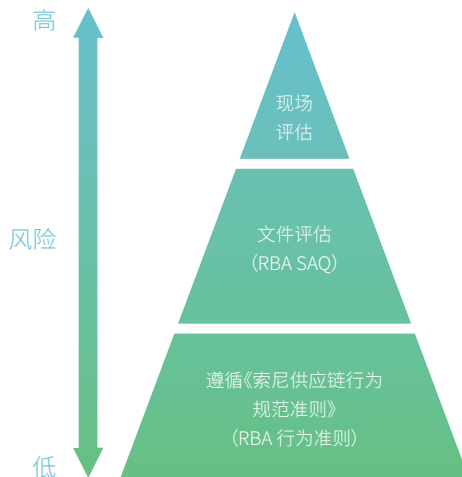 高
现场
评估
风险
文件评估
（RBA SAQ）
遵循《索尼供应链行为
规范准则》
（RBA 行为准则）
低